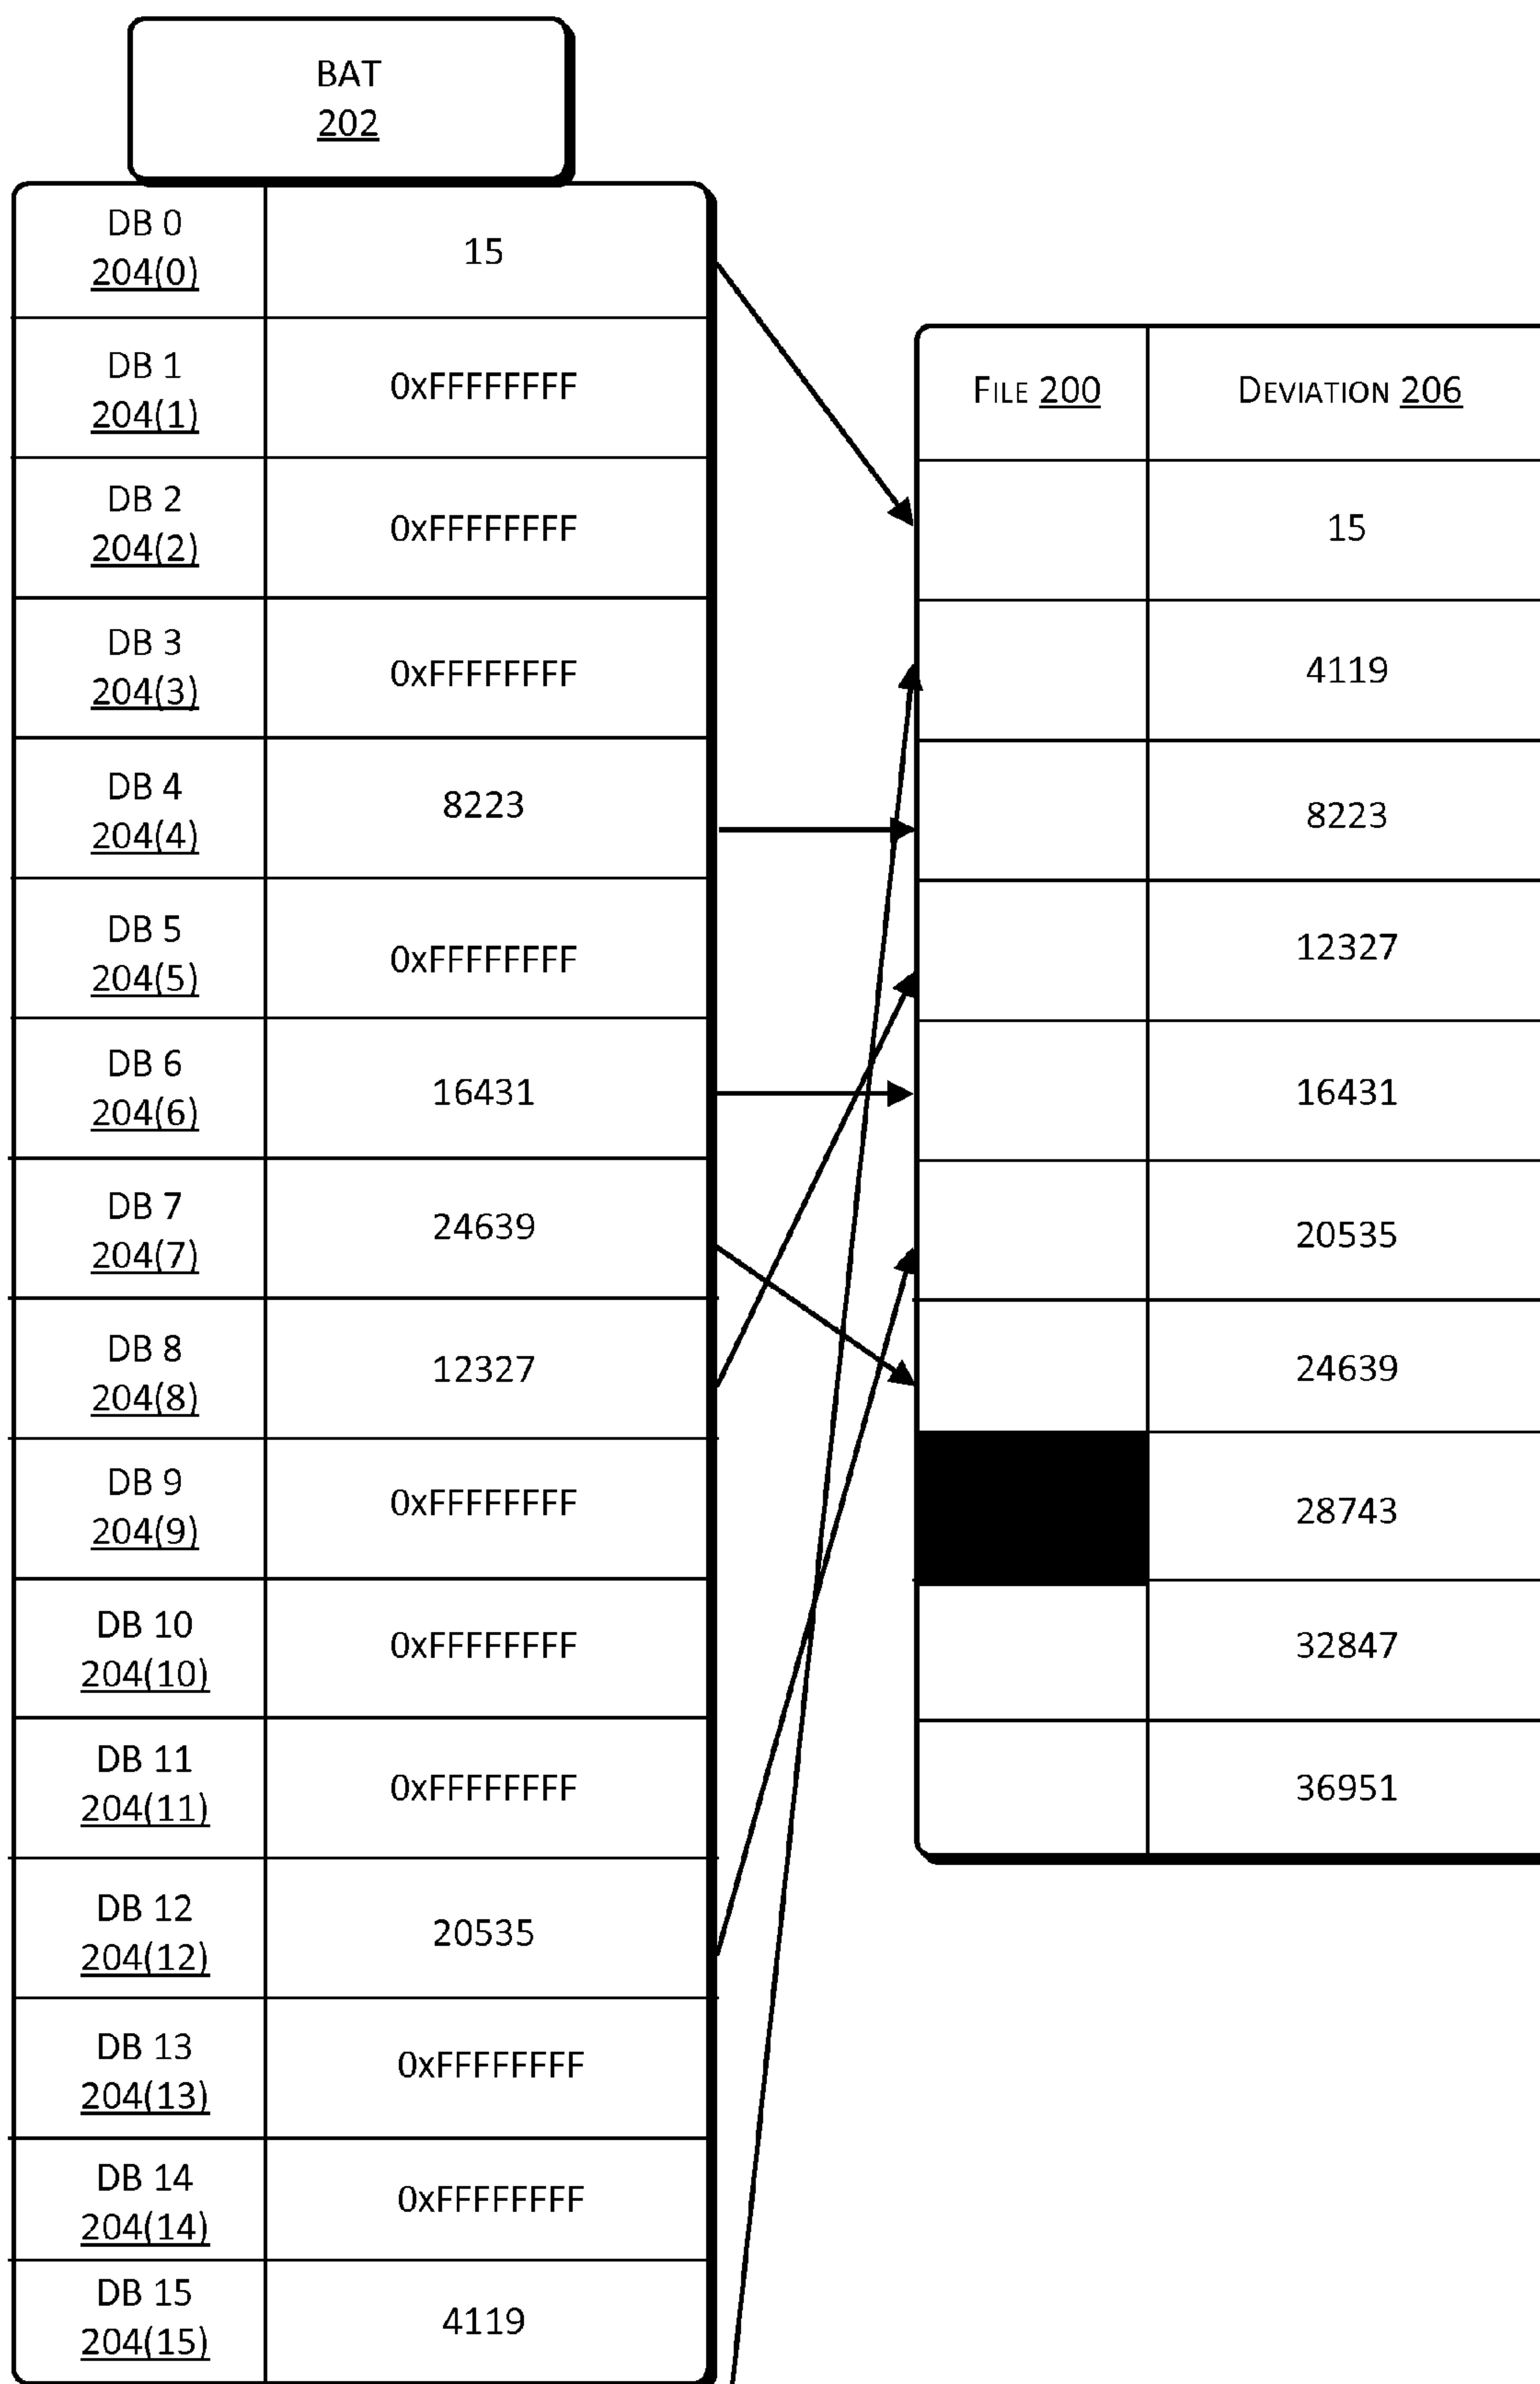 BAT
202
DB 0
204(0)
15
DB 1
204(1)
0xFFFFFFFF
DB 2
204(2)
0xFFFFFFFF
DB 3
204(3)
0xFFFFFFFF
DB 4
204(4)
8223
DB 5
204(5)
0xFFFFFFFF
DB 6
204(6)
16431
DB 7
204(7)
24639
DB 8
204(8)
12327
DB 9
204(9)
0xFFFFFFFF
DB 10
204(10)
0xFFFFFFFF
DB 11
204(11)
0xFFFFFFFF
DB 12
204(12)
20535
DB 13
204(13)
0xFFFFFFFF
DB 14
204(14)
0xFFFFFFFF
DB 15
204(15)
4119
FILE 200 DEVIATION 206
15
4119
8223
12327
16431
20535
24639
28743
32847
36951